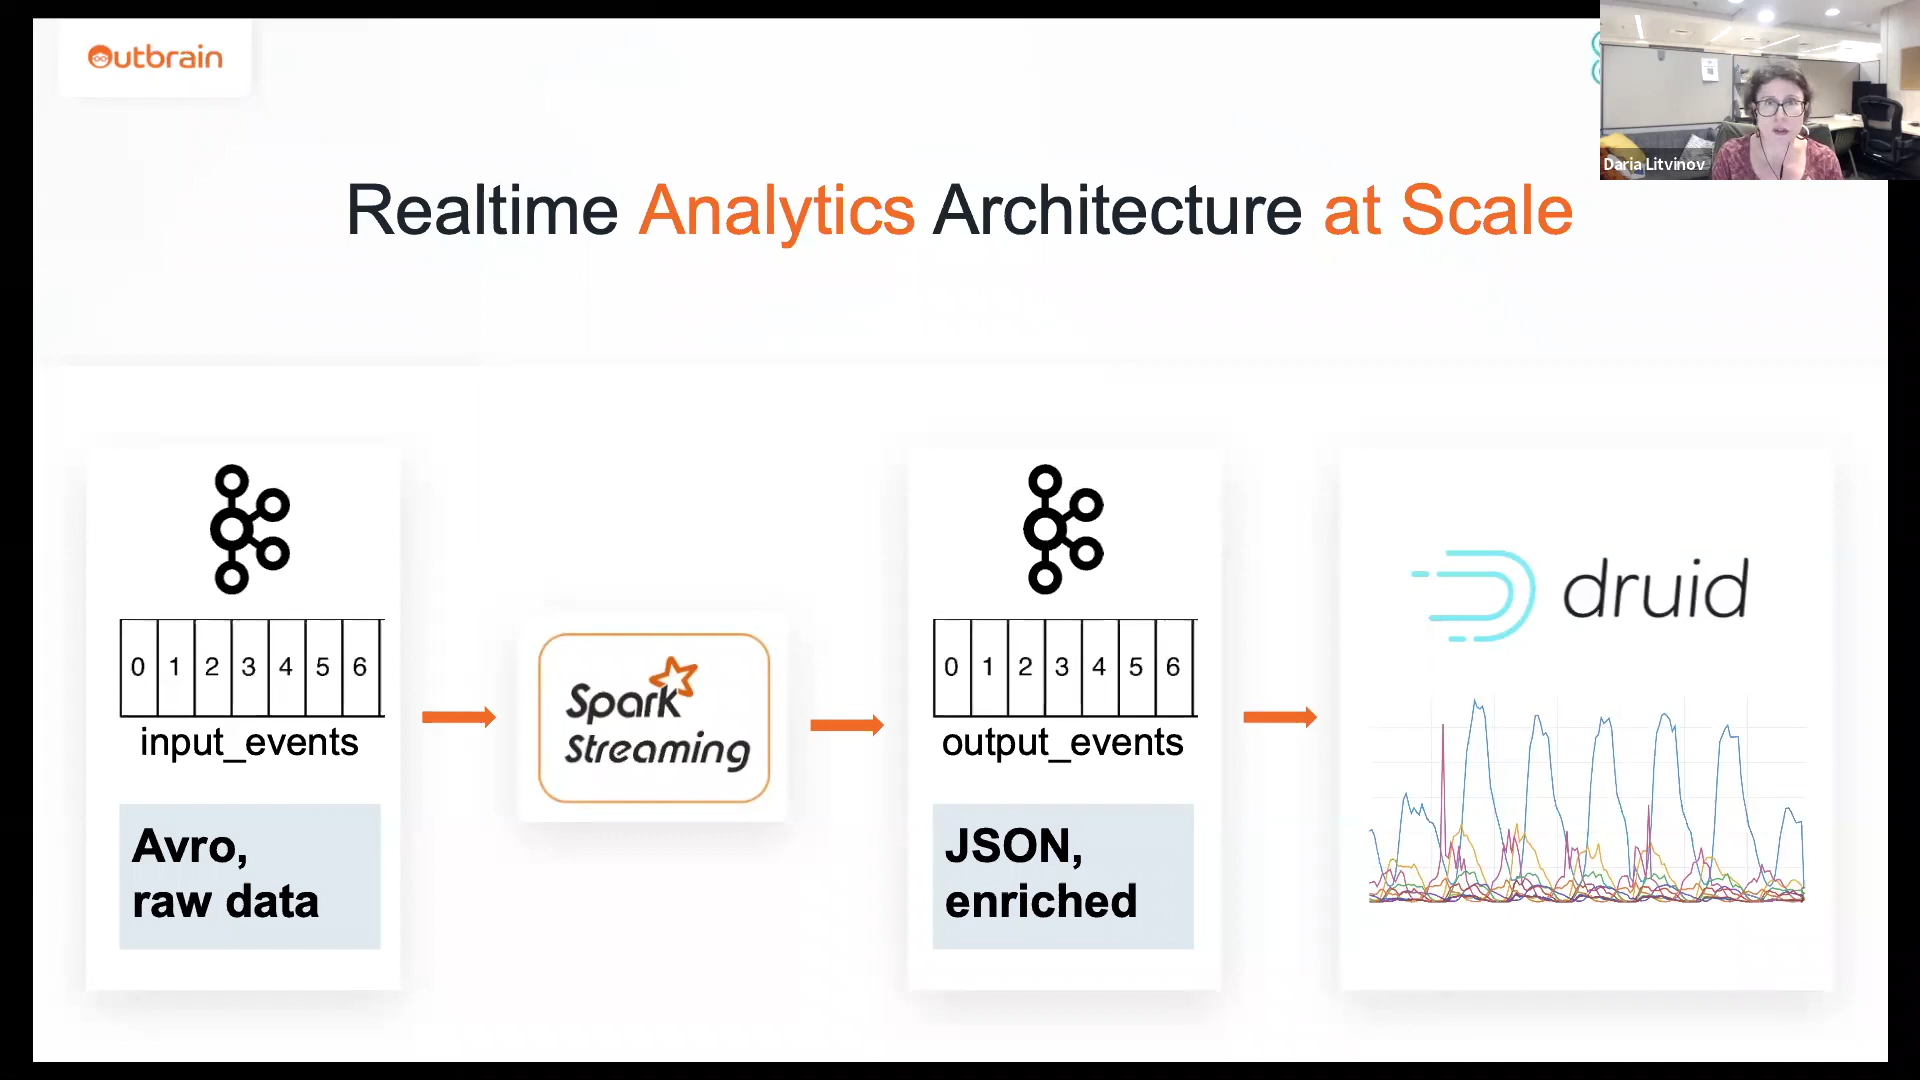 Outbrain
Daria Litvinov
Realtime Analytics Architecture at Scale
0 1 2 3 4 5 6
input_events
Avro,
raw data
Spark
Streaming
0 1 2 3 4 5 6
output_events
JSON,
enriched
druid